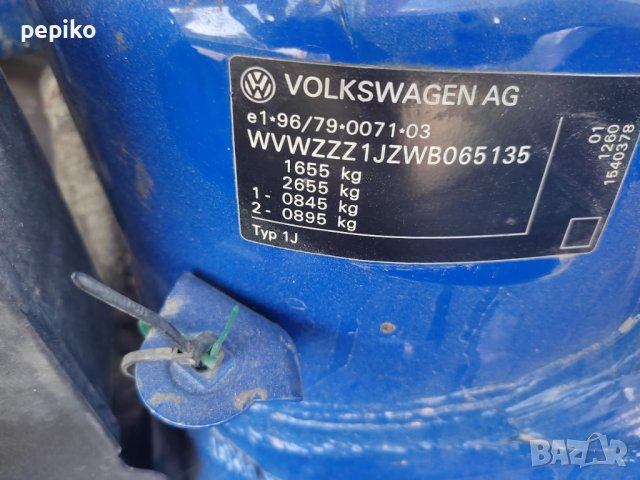 pepiko
VOLKSWAGEN AG
e1*96/79*0071*03
WVWZZZ1JZWB065135
1655 kg
2655 kg
1- 0845 kg
2- 0895 kg
Typ 1J
01
1260
1540378
BAZAR